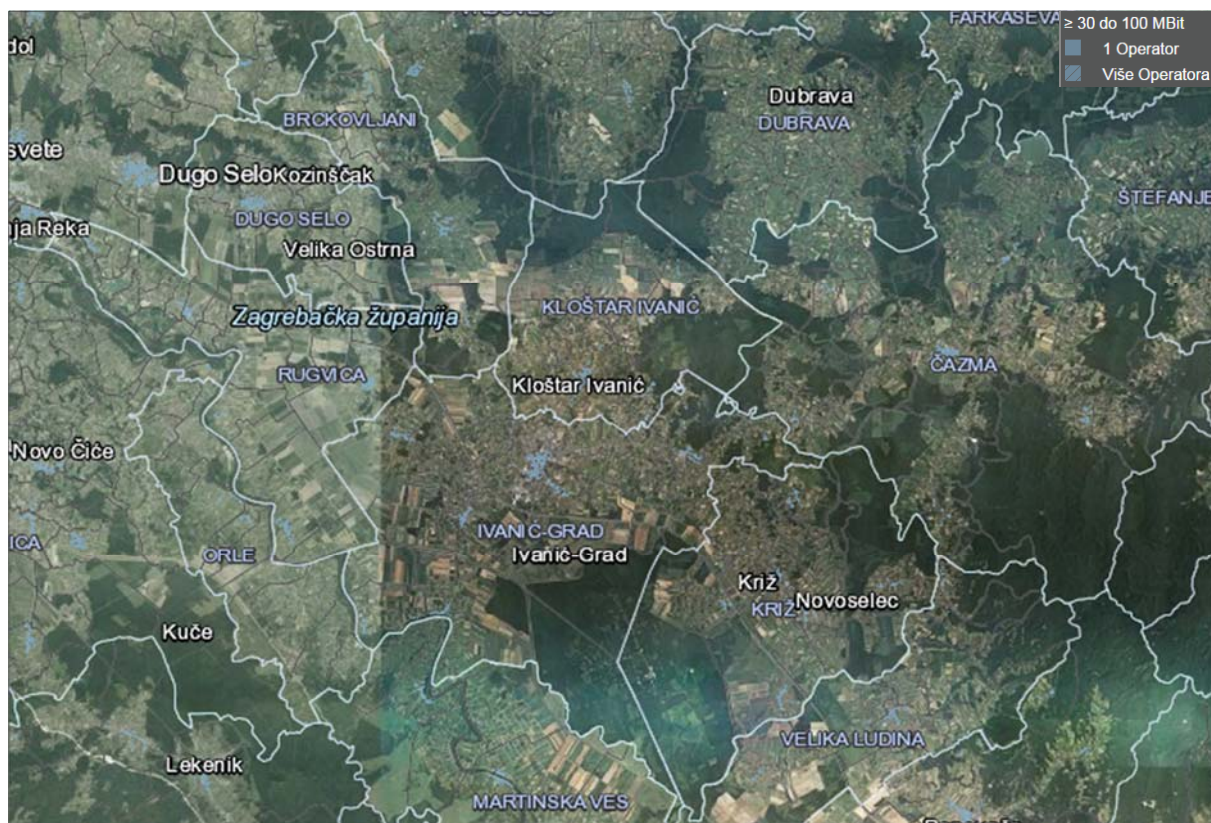 FARKAŠEVA
≥ 30 do 100 MBit
1 Operator
Više Operatora
dol
Dubrava
DUBRAVA
BRCKOVLJANI
svete
Dugo Selo
Kozinščak
ŠTEFANJE
DUGO SELO
ja Reka
Velika Ostrna
Zagrebačka županija
KLOŠTAR IVANIĆ
ČAZMA
RUGVICA
Kloštar Ivanić
Novo Čiče
IVANIĆ-GRAD
Ivanić-Grad
ICA
ORLE
Križ
KRIŽ
Novoselec
Kuče
VELIKA LUDINA
Lekenik
MARTINSKA VES